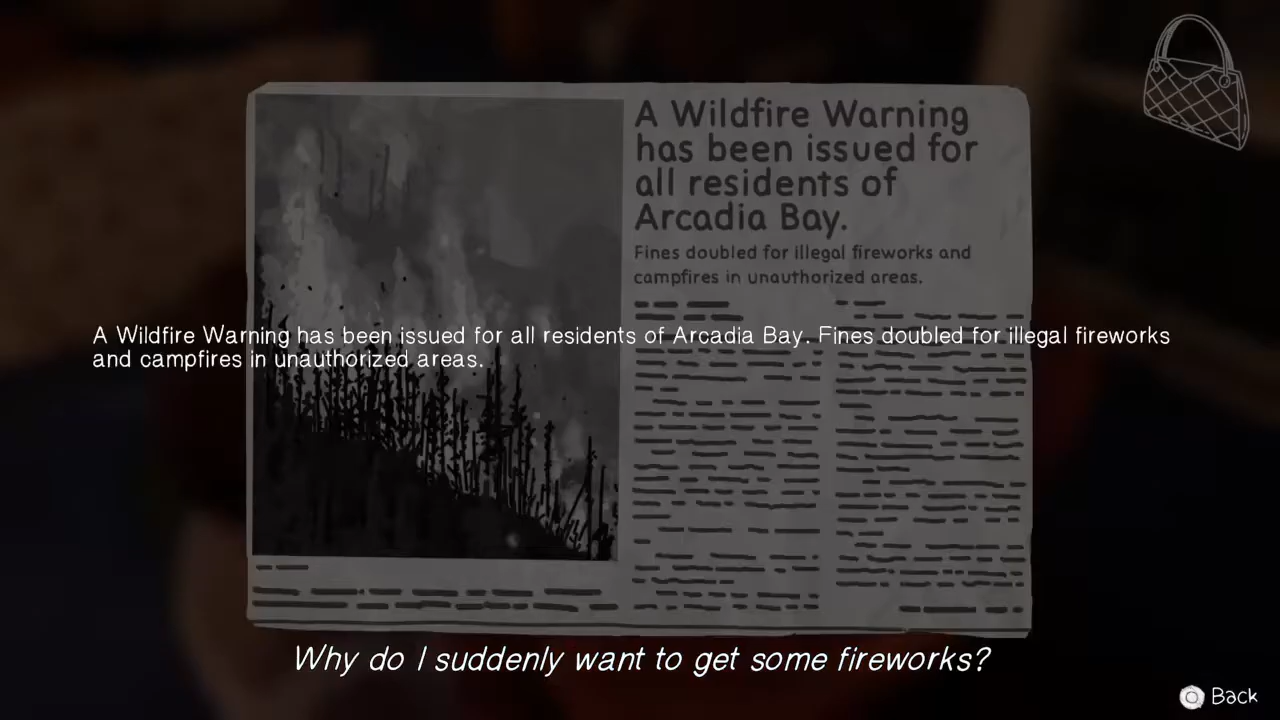 A Wildfire Warning
has been issued for
all residents of
Arcadia Bay.
Fines doubled for illegal fireworks and
campfires in unauthorized areas.
A Wildfire Warning has been issued for all residents of Arcadia Bay. Fines doubled for illegal fireworks
and campfires in unauthorized areas.
Why do I suddenly want to get some fireworks?
Back